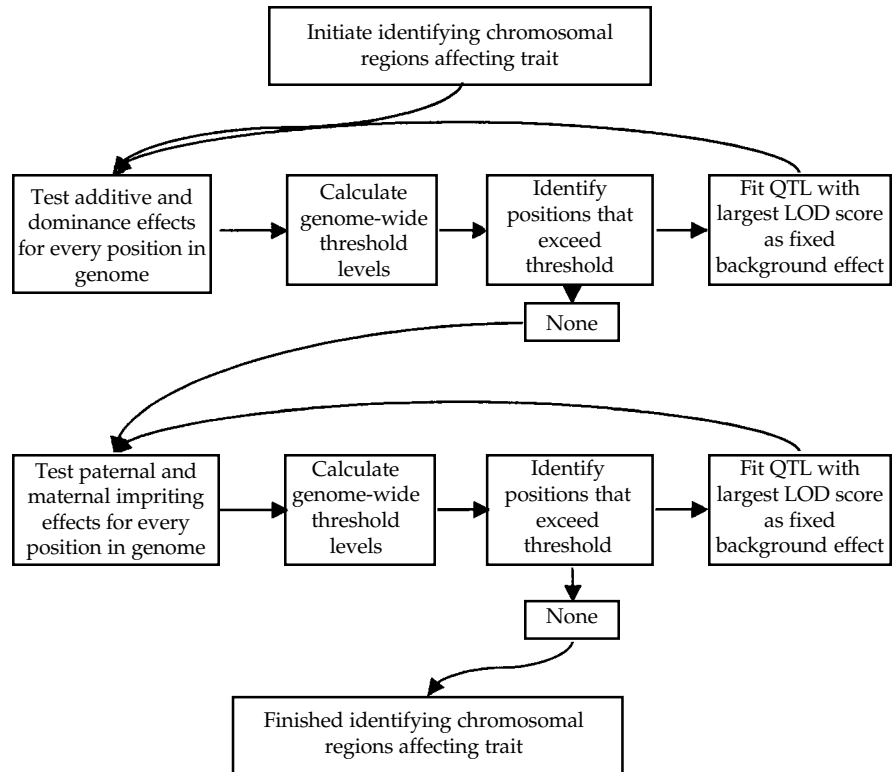 Initiate identifying chromosomal
regions affecting trait
Test additive and
dominance effects
for every position in
genome
Calculate
genome-wide
threshold
levels
Identify
positions that
exceed
threshold
Fit QTL with
largest LOD score
as fixed
background effect
None
Test paternal and
maternal impriting
effects for every
position in genome
Calculate
genome-wide
threshold
levels
Identify
positions that
exceed
threshold
Fit QTL with
largest LOD score
as fixed
background effect
None
Finished identifying chromosomal
regions affecting trait